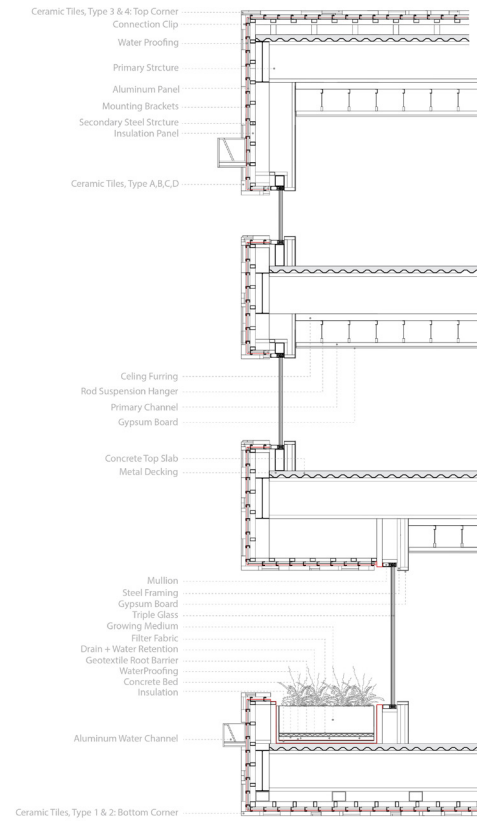 Ceramic Tiles, Type 3 & 4: Top Corner
Connection Clip
Water Proofing
Primary Strcture
Aluminum Panel
Mounting Brackets
Secondary Steel Strcture
Insulation Panel
Ceramic Tiles, Type A,B,C,D
Celing Furring
Rod Suspension Hanger
Primary Channel
Gypsum Board
Concrete Top Slab
Metal Decking
Mullion
Steel Framing
Gypsum Board
Triple Glass
Growing Medium
Filter Fabric
Drain + Water Retention
Geotextile Root Barrier
WaterProofing
Concrete Bed
Insulation
Aluminum Water Channel
Ceramic Tiles, Type 1 & 2: Bottom Corner